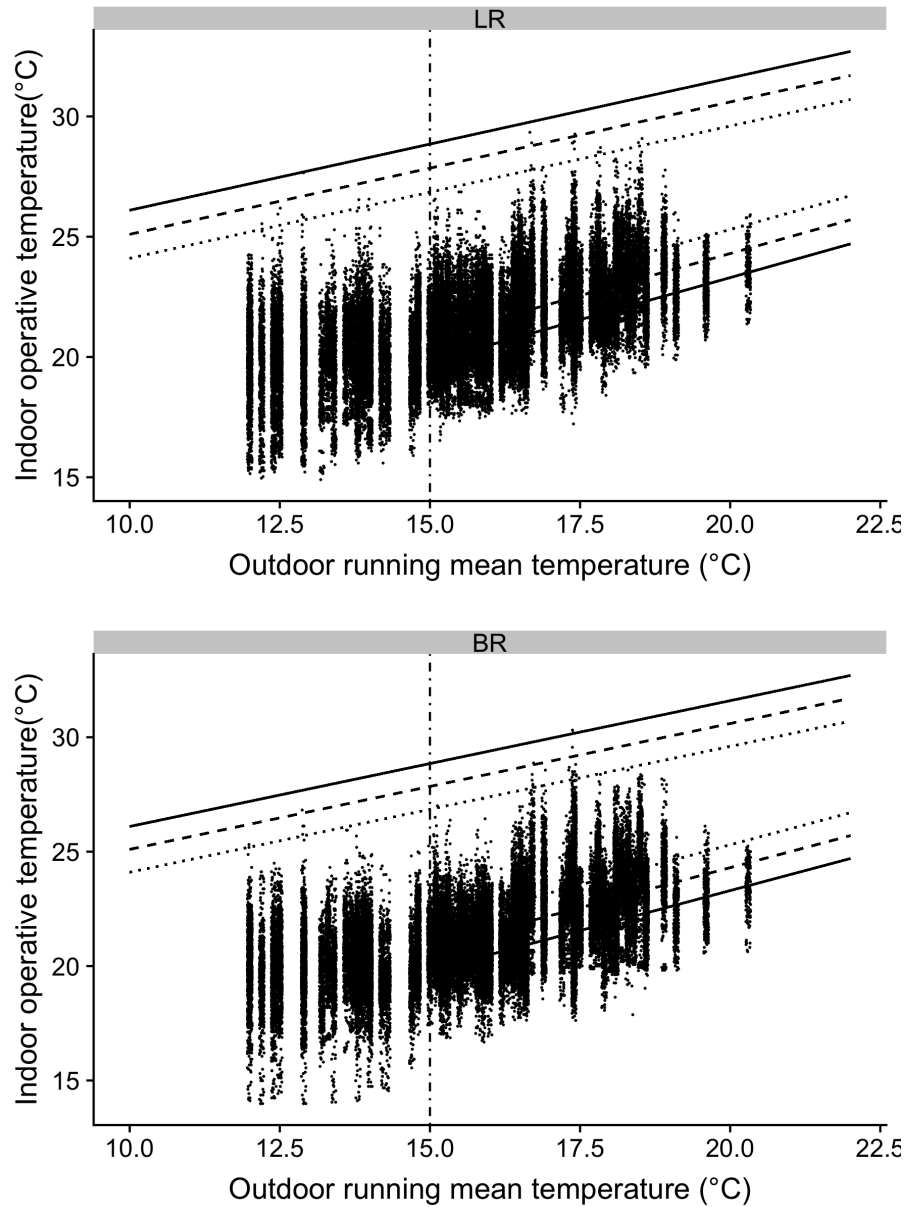 LR
Indoor operative temperature(°C)
30
25
20
15
10.0 12.5 15.0 17.5 20.0 22.5
Outdoor running mean temperature (°C)
BR
Indoor operative temperature(°C)
30
25
20
15
10.0 12.5 15.0 17.5 20.0 22.5
Outdoor running mean temperature (°C)